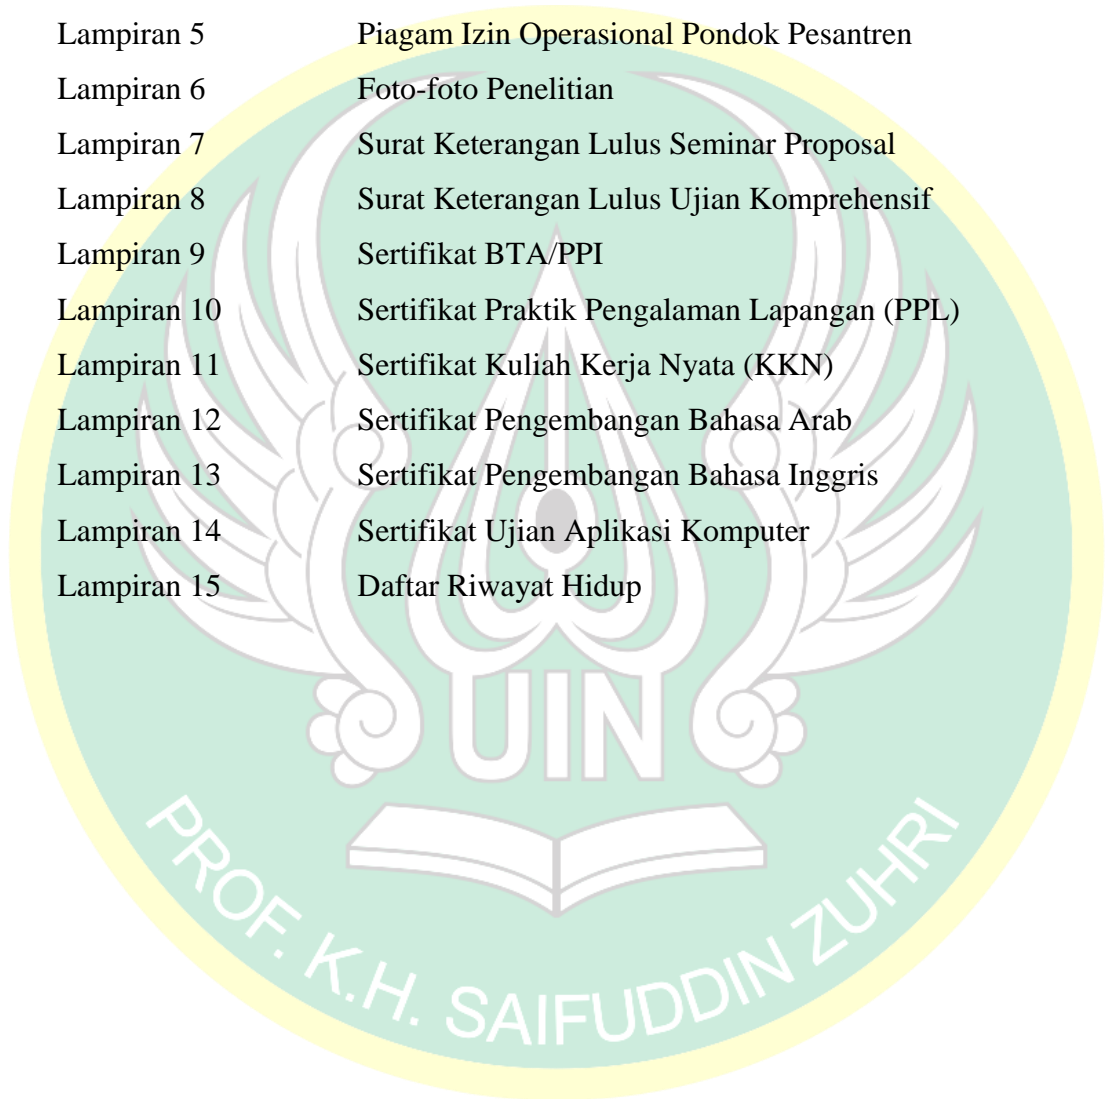 Lampiran 5 Piagam Izin Operasional Pondok Pesantren
Lampiran 6 Foto-foto Penelitian
Lampiran 7 Surat Keterangan Lulus Seminar Proposal
Lampiran 8 Surat Keterangan Lulus Ujian Komprehensif
Lampiran 9 Sertifikat BTA/PPI
Lampiran 10 Sertifikat Praktik Pengalaman Lapangan (PPL)
Lampiran 11 Sertifikat Kuliah Kerja Nyata (KKN)
Lampiran 12 Sertifikat Pengembangan Bahasa Arab
Lampiran 13 Sertifikat Pengembangan Bahasa Inggris
Lampiran 14 Sertifikat Ujian Aplikasi Komputer
Lampiran 15 Daftar Riwayat Hidup
UIN
PROF. K.H. SAIFUDDIN ZUHRI